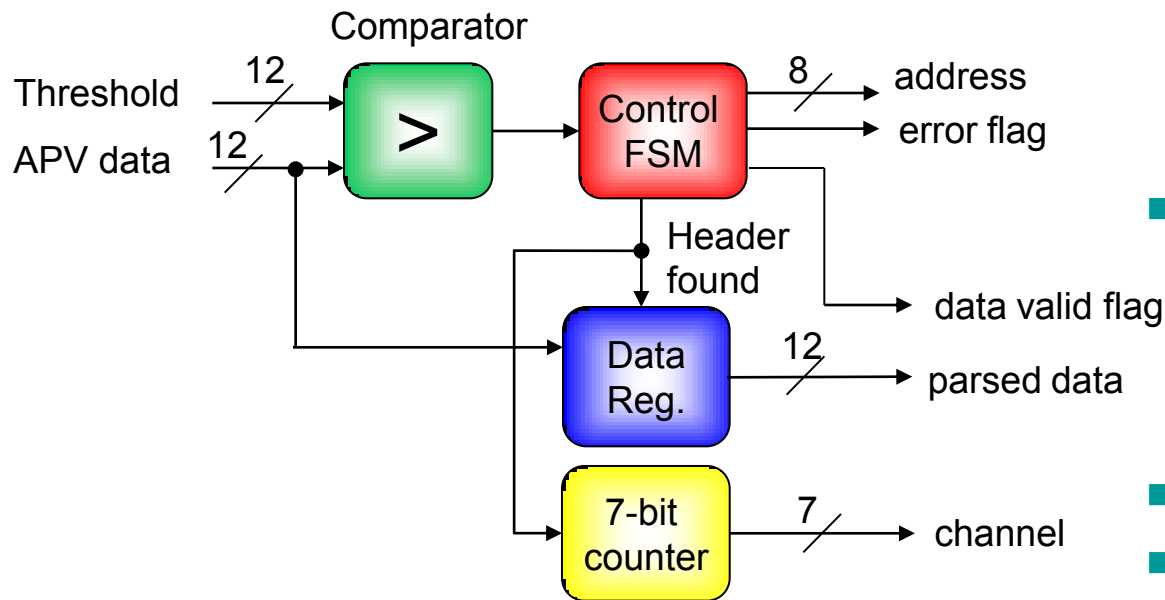 Comparator
Threshold
12
APV data
12
>
Control
FSM
8
address
error flag
Header
found
data valid flag
Data
Reg.
12
parsed data
7-bit
counter
7
channel